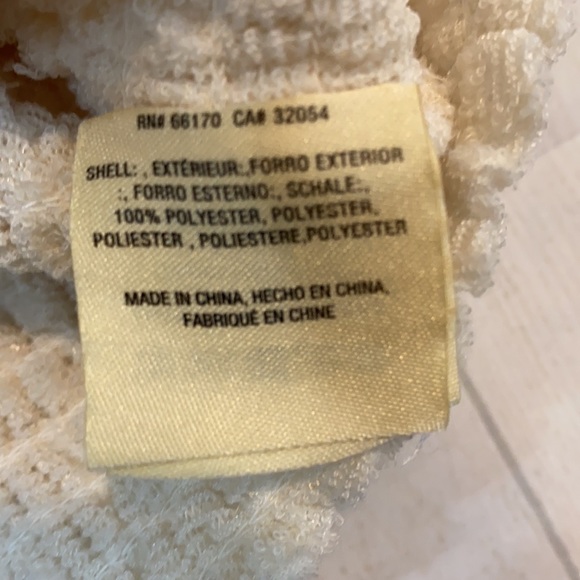 RN# 66170 CA# 32054
SHELL: , EXTÉRIEUR:,FORRO EXTERIOR
:, FORRO ESTERNO:, SCHALE:,
100% POLYESTER, POLYESTER,
POLIESTER , POLIESTERE,POLYESTER
MADE IN CHINA, HECHO EN CHINA,
FABRIQUÉ EN CHINE